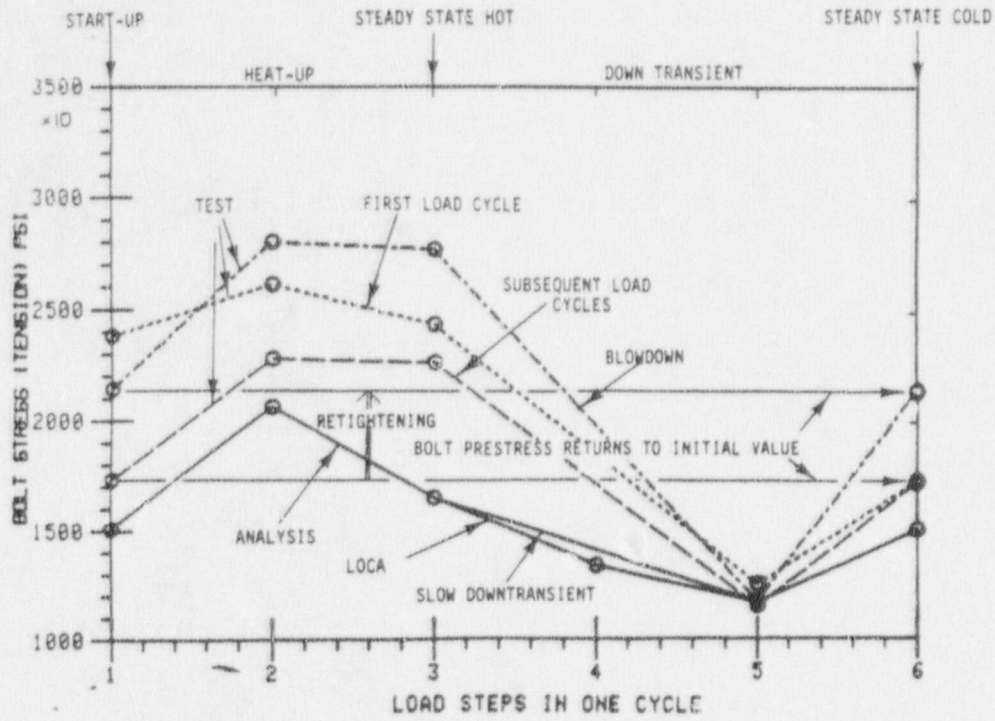 START-UP
STEADY STATE HOT
STEADY STATE COLD
HEAT-UP
DOWN TRANSIENT
3500
×10
3000
TEST
FIRST LOAD CYCLE
SUBSEQUENT LOAD
CYCLES
2500
BLOWDOWN
2000
RETIGHTENING
BOLT PRESTRESS RETURNS TO INITIAL VALUE
1500
ANALYSIS
LOCA
SLOW DOWNTRANSIENT
1000
BOLT STRESS (TENSION) PSI
1 2 3 4 5 6
LOAD STEPS IN ONE CYCLE